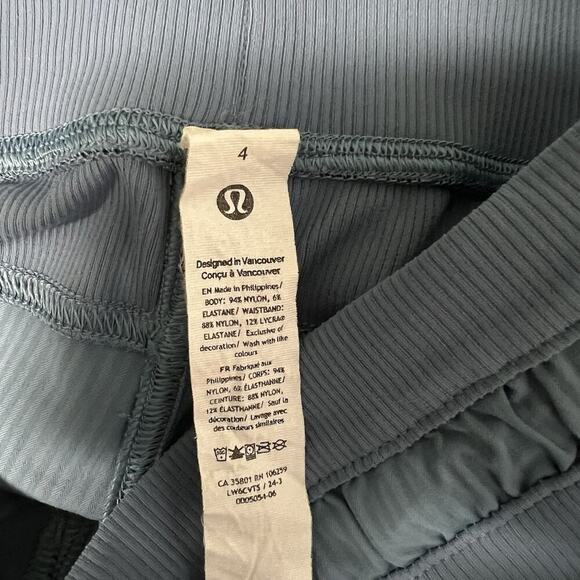 4
Designed in Vancouver
Conçu à Vancouver
EN Made in Philippines/
BODY: 94% NYLON, 6%
ELASTANE/ WAISTBAND:
88% NYLON, 12% LYCRA®
ELASTANE/ Exclusive of
decoration/ Wash with like
colours
FR Fabriqué aux
Philippines/ CORPS: 94%
NYLON, 6% ÉLASTHANNE/
CEINTURE: 88% NYLON,
12% ÉLASTHANNE/ Sauf la
décoration/ Lavage avec
des couleurs similaires
CA 35801 RN 106259
LW6CVTS / 24-3
0D05054-06